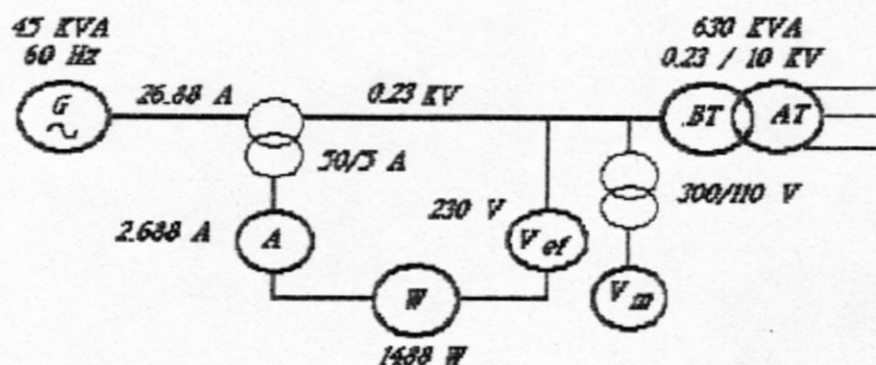 45 KVA
60 Hz
G
26.88 A
0.23 KV
630 KVA
0.23 / 10 KV
BT
AT
50/5 A
300/110 V
2.688 A
A
230 V
V ef
V m
W
1488 W